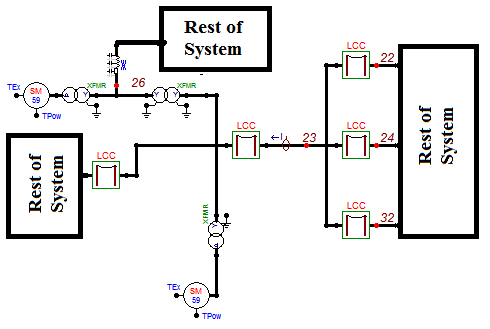 Rest of
System
XFMR
26
XFMR
TEx
SM
59
TPow
LCC
22
LCC
LCC
I
23
LCC
24
Rest of
System
Rest of
System
LCC
32
XFMR
Y
TEx
SM
59
TPow